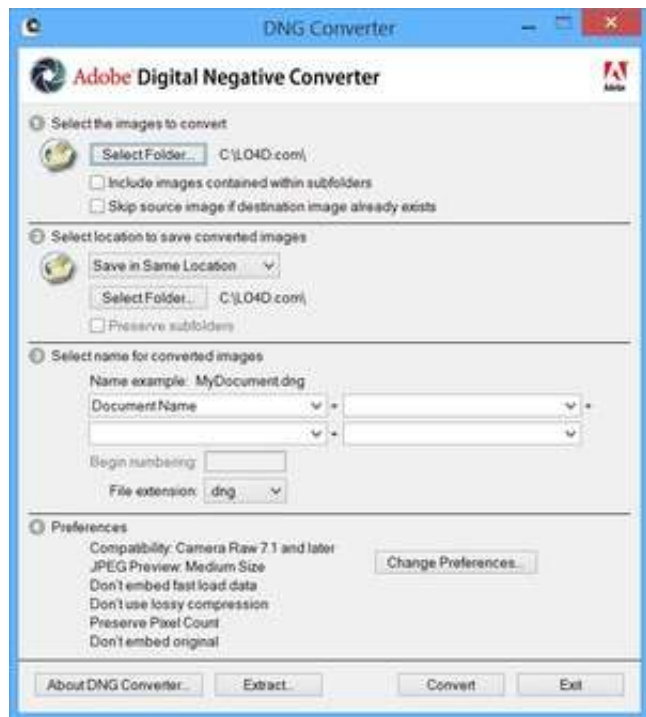 DNG Converter
Adobe Digital Negative Converter
Adobe
Select the images to convert
Select Folder... C:\LO4D.com\
Include images contained within subfolders
Skip source image if destination image already exists
Select location to save converted images
Save in Same Location
Select Folder... C:\LO4D.com\
Preserve subfolders
Select name for converted images
Name example: MyDocument.dng
Document Name + +
+
Begin numbering:
File extension: dng
Preferences
Compatibility: Camera Raw 7.1 and later
JPEG Preview: Medium Size Change Preferences...
Don't embed fast load data
Don't use lossy compression
Preserve Pixel Count
Don't embed original
About DNG Converter... Extract... Convert Exit